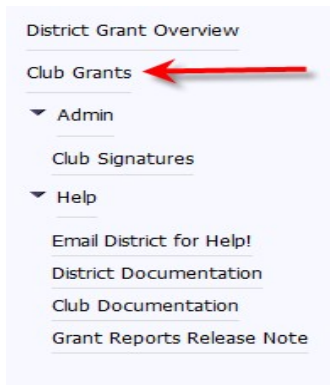 District Grant Overview
Club Grants
Admin
Club Signatures
Help
Email District for Help!
District Documentation
Club Documentation
Grant Reports Release Note